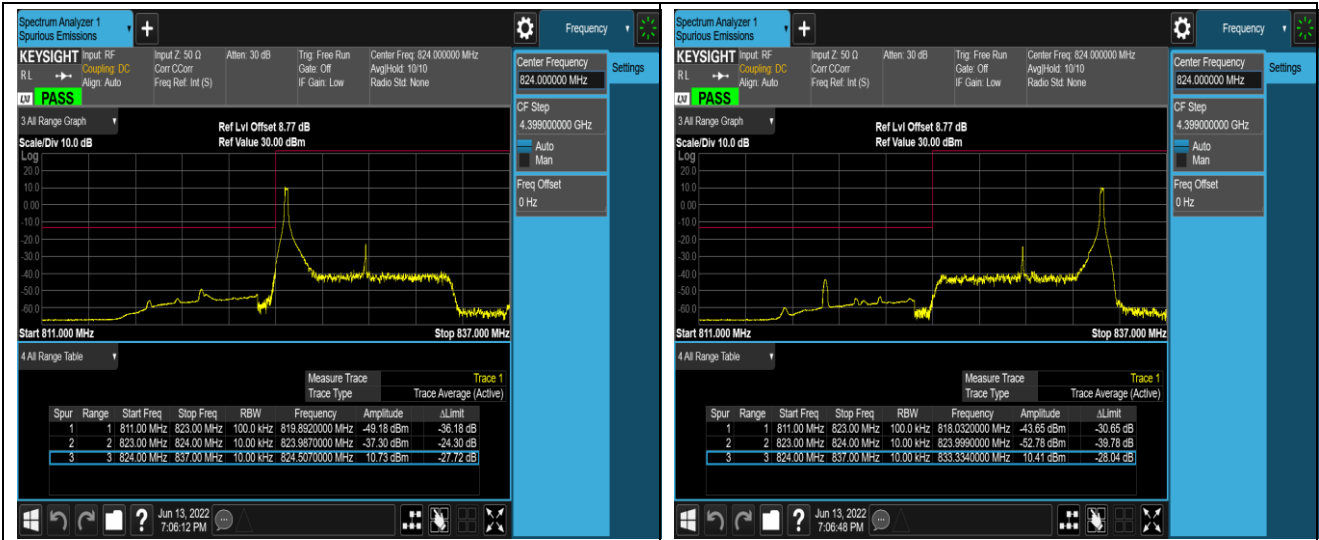 Spectrum Analyzer 1
Spurious Emissions
+
Frequency
KEYSIGHT Input: RF Input Z: 50 Ω Atten: 30 dB Trig: Free Run Center Freq: 824.000000 MHz
Coupling: DC Corr CCorr Gate: Off Avg|Hold: 10/10
RL Align: Auto Freq Ref: Int (S) IF Gain: Low Radio Std: None
LXI PASS
Center Frequency
824.000000 MHz
Settings
CF Step
4.399000000 GHz
Auto
Man
Freq Offset
0 Hz
3 All Range Graph
Ref Lvl Offset 8.77 dB
Scale/Div 10.0 dB Ref Value 30.00 dBm
Log
20.0
10.0
0.00
-10.0
-20.0
-30.0
-40.0
-50.0
-60.0
Start 811.000 MHz Stop 837.000 MHz
4 All Range Table
Measure Trace Trace 1
Trace Type Trace Average (Active)
Spur Range Start Freq Stop Freq RBW Frequency Amplitude ΔLimit
1 1 811.00 MHz 823.00 MHz 100.0 kHz 819.8920000 MHz -49.18 dBm -36.18 dB
2 2 823.00 MHz 824.00 MHz 10.00 kHz 823.9870000 MHz -37.30 dBm -24.30 dB
3 3 824.00 MHz 837.00 MHz 10.00 kHz 824.5070000 MHz 10.73 dBm -27.72 dB
? Jun 13, 2022
7:06:12 PM
Spectrum Analyzer 1
Spurious Emissions
+
Frequency
KEYSIGHT Input: RF Input Z: 50 Ω Atten: 30 dB Trig: Free Run Center Freq: 824.000000 MHz
Coupling: DC Corr CCorr Gate: Off Avg|Hold: 10/10
RL Align: Auto Freq Ref: Int (S) IF Gain: Low Radio Std: None
LXI PASS
Center Frequency
824.000000 MHz
Settings
CF Step
4.399000000 GHz
Auto
Man
Freq Offset
0 Hz
3 All Range Graph
Ref Lvl Offset 8.77 dB
Scale/Div 10.0 dB Ref Value 30.00 dBm
Log
20.0
10.0
0.00
-10.0
-20.0
-30.0
-40.0
-50.0
-60.0
Start 811.000 MHz Stop 837.000 MHz
4 All Range Table
Measure Trace Trace 1
Trace Type Trace Average (Active)
Spur Range Start Freq Stop Freq RBW Frequency Amplitude ΔLimit
1 1 811.00 MHz 823.00 MHz 100.0 kHz 818.0320000 MHz -43.65 dBm -30.65 dB
2 2 823.00 MHz 824.00 MHz 10.00 kHz 823.9990000 MHz -52.78 dBm -39.78 dB
3 3 824.00 MHz 837.00 MHz 10.00 kHz 833.3340000 MHz 10.41 dBm -28.04 dB
? Jun 13, 2022
7:06:48 PM